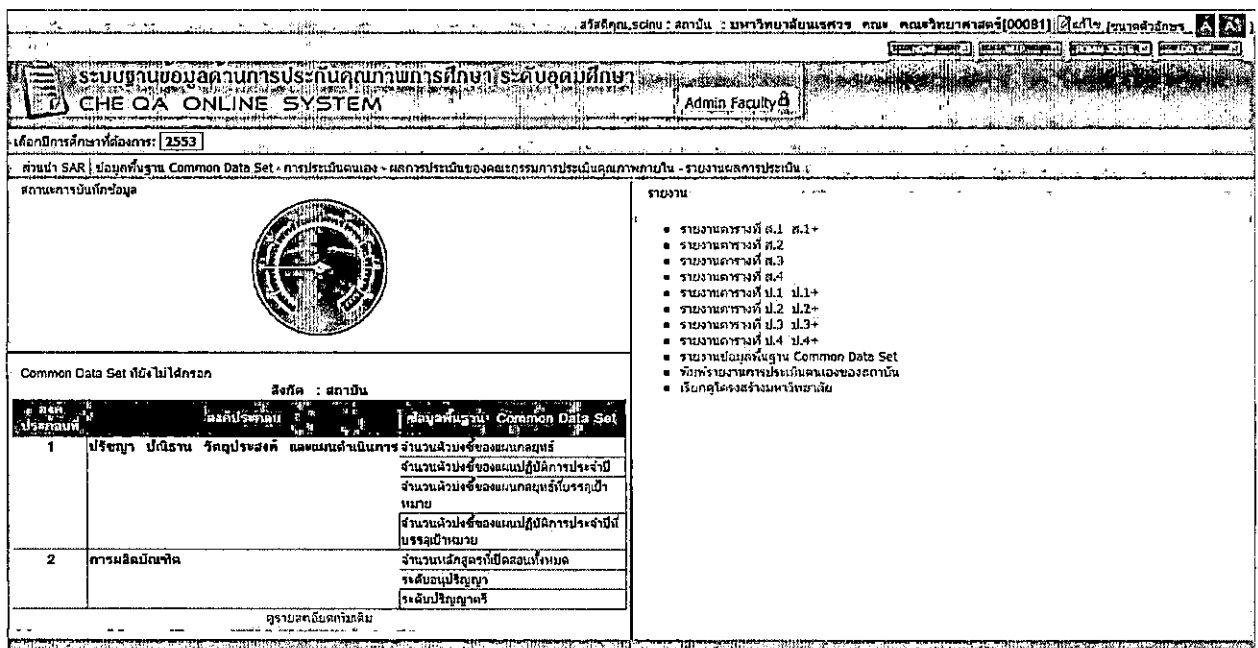 สวัสดีคุณ,scinu : สถาบัน : มหาวิทยาลัยนเรศวร คณะ คณะวิทยาศาสตร์[00081] แก้ไข [ขนาดตัวอักษร A A ]
ระบบฐานข้อมูลด้านการประกันคุณภาพการศึกษา ระดับอุดมศึกษา
CHE QA ONLINE SYSTEM
Admin Faculty
เลือกปีการศึกษาที่ต้องการ: 2553
ส่วนนำ SAR ข้อมูลพื้นฐาน Common Data Set การประเมินตนเอง ผลการประเมินของคณะกรรมการประเมินคุณภาพภายใน รายงานผลการประเมิน
สถานะการบันทึกข้อมูล
Common Data Set ที่ยังไม่ได้กรอก
สังกัด : สถาบัน
องค์ประกอบที่ องค์ประกอบ ข้อมูลพื้นฐาน Common Data Set
1 ปรัชญา ปณิธาน วัตถุประสงค์ และแผนดำเนินการ จำนวนตัวบ่งชี้ของแผนกลยุทธ์
จำนวนตัวบ่งชี้ของแผนปฏิบัติการประจำปี
จำนวนตัวบ่งชี้ของแผนกลยุทธ์ที่บรรลุเป้า
หมาย
จำนวนตัวบ่งชี้ของแผนปฏิบัติการประจำปีที่
บรรลุเป้าหมาย
2 การผลิตบัณฑิต จำนวนหลักสูตรที่เปิดสอนทั้งหมด
ระดับอนุปริญญา
ระดับปริญญาตรี
ดูรายละเอียดเพิ่มเติม
รายงาน
รายงานตารางที่ ส.1 ส.1+
รายงานตารางที่ ส.2
รายงานตารางที่ ส.3
รายงานตารางที่ ส.4
รายงานตารางที่ ป.1 ป.1+
รายงานตารางที่ ป.2 ป.2+
รายงานตารางที่ ป.3 ป.3+
รายงานตารางที่ ป.4 ป.4+
รายงานข้อมูลพื้นฐาน Common Data Set
พิมพ์รายงานการประเมินตนเองของสถาบัน
เรียกดูโครงสร้างมหาวิทยาลัย